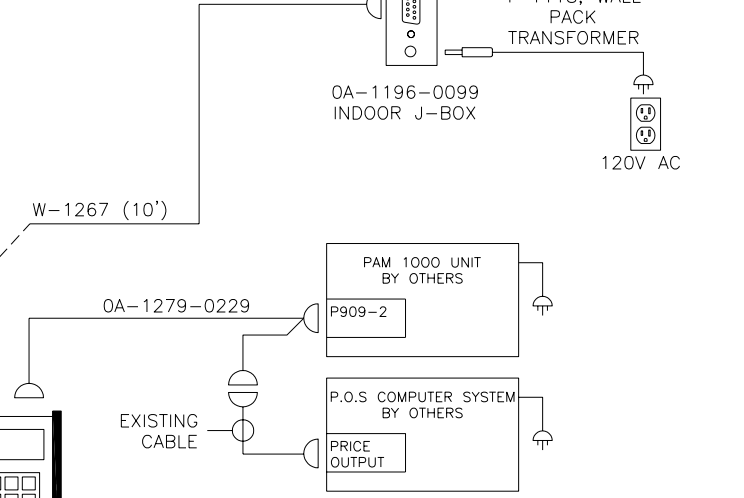 PACK
TRANSFORMER
0A-1196-0099
INDOOR J-BOX
120V AC
W-1267 (10')
PAM 1000 UNIT
BY OTHERS
0A-1279-0229
P909-2
P.O.S COMPUTER SYSTEM
BY OTHERS
EXISTING
CABLE
PRICE
OUTPUT